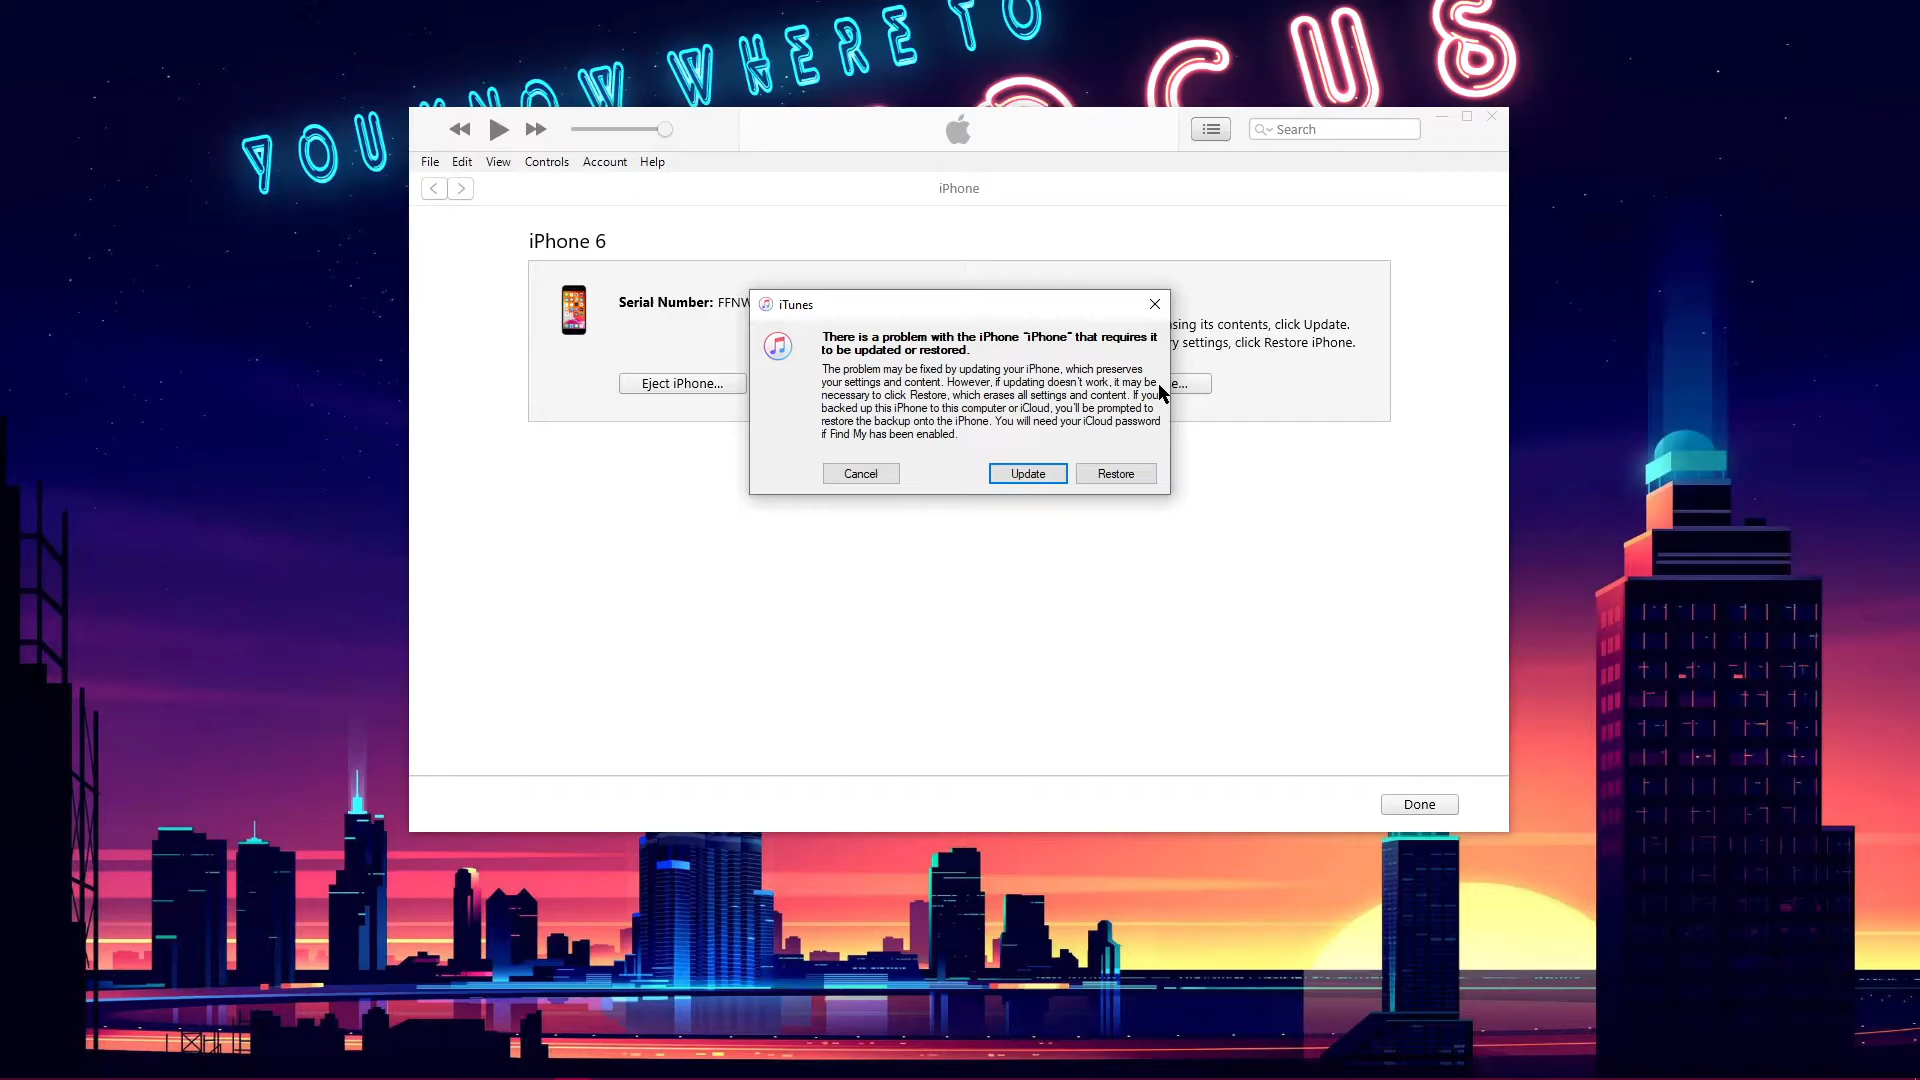 YOU KNOW WHERE TO
CUS
Search
File Edit View Controls Account Help
iPhone
iPhone 6
Serial Number: FFNW
iTunes
There is a problem with the iPhone “iPhone” that requires it
to be updated or restored.
The problem may be fixed by updating your iPhone, which preserves
your settings and content. However, if updating doesn't work, it may be
necessary to click Restore, which erases all settings and content. If you
backed up this iPhone to this computer or iCloud, you'll be prompted to
restore the backup onto the iPhone. You will need your iCloud password
if Find My has been enabled.
Cancel Update Restore
sing its contents, click Update.
y settings, click Restore iPhone.
Eject iPhone...
e...
Done